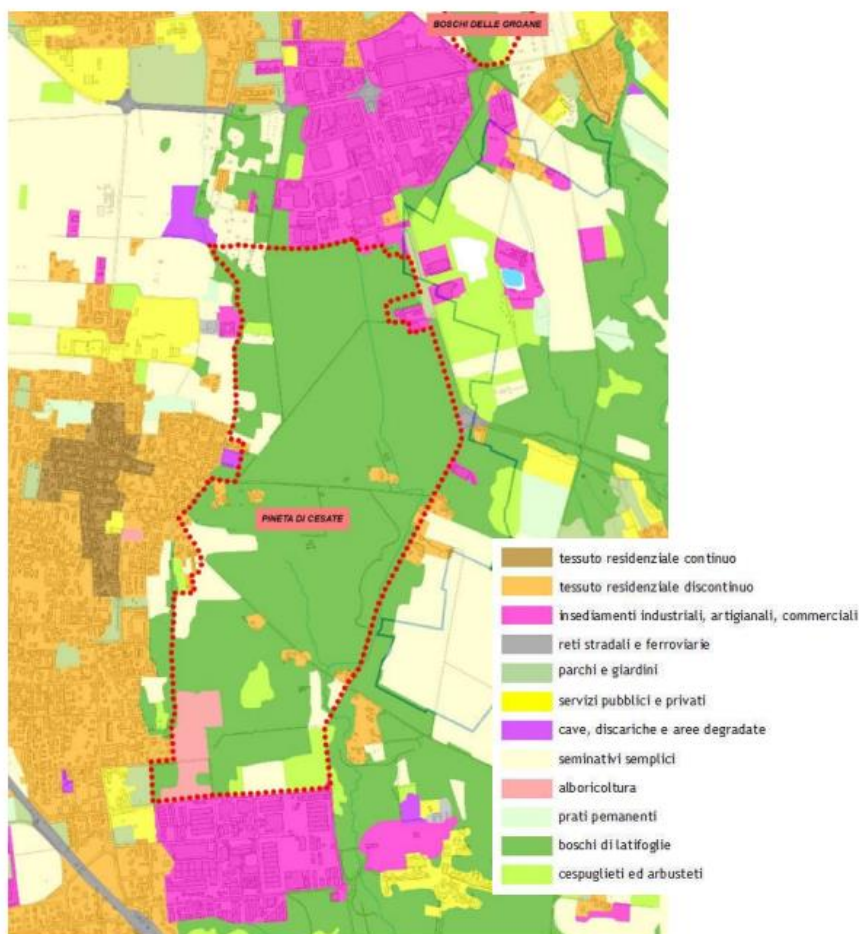 BOSCHI DELLE GROANE
PINETA DI CESATE
tessuto residenziale continuo
tessuto residenziale discontinuo
insediamenti industriali, artigianali, commerciali
reti stradali e ferroviarie
parchi e giardini
servizi pubblici e privati
cave, discariche e aree degradate
seminativi semplici
alboricoltura
prati pemanenti
boschi di latifoglie
cespuglieti ed arbusteti